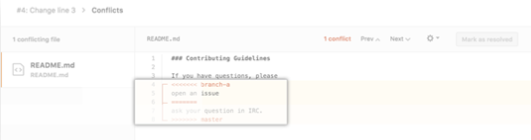 #4: Change line 3 > Conflicts
1 conflicting file
README.md
README.md
README.md
1 conflict
Prev
Next
Mark as resolved
1 ### Contributing Guidelines
2
3 If you have questions, please
4 <<<<<<< branch-a
5 open an issue
6 =======
7 ask your question in IRC.
8 >>>>>>> master